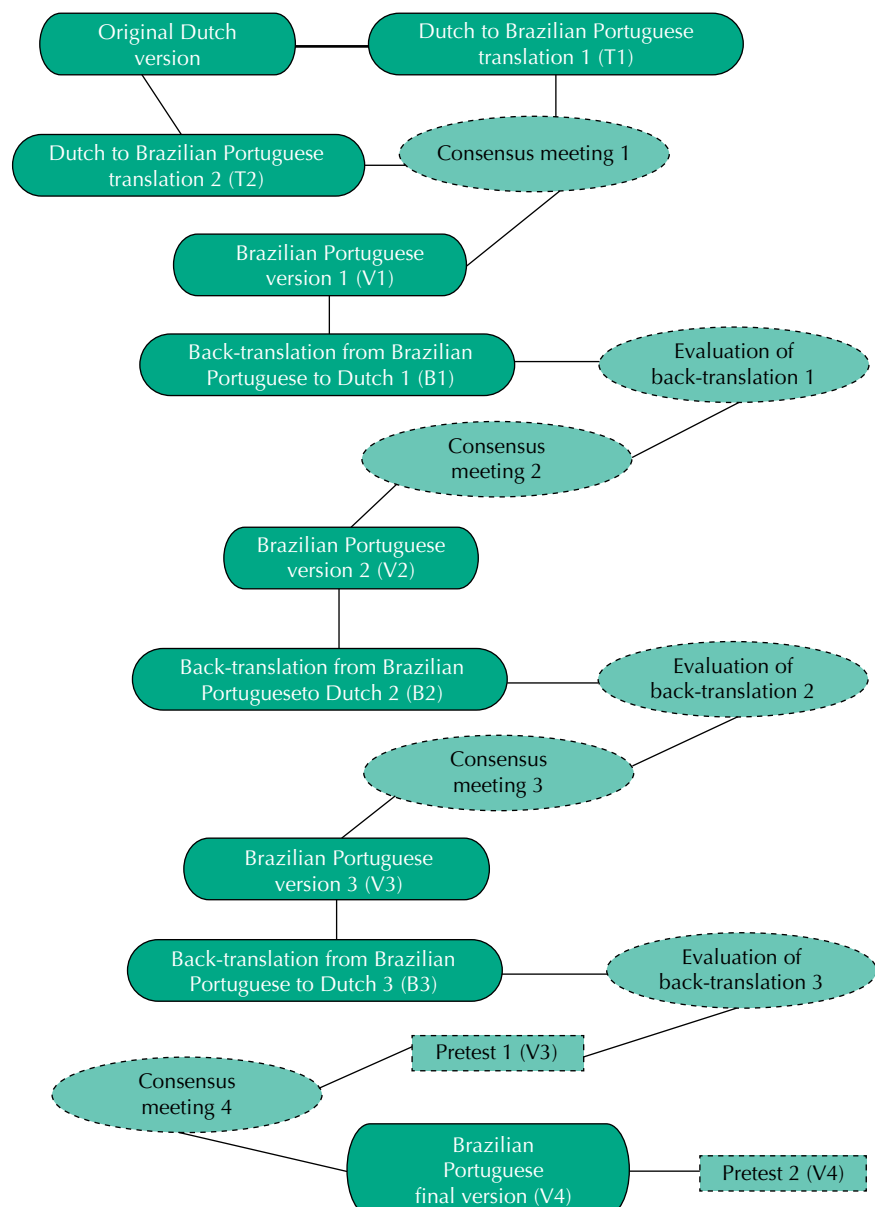 Original Dutch
version
Dutch to Brazilian Portuguese
translation 1 (T1)
Dutch to Brazilian Portuguese
translation 2 (T2)
Consensus meeting 1
Brazilian Portuguese
version 1 (V1)
Back-translation from Brazilian
Portuguese to Dutch 1 (B1)
Evaluation of
back-translation 1
Consensus
meeting 2
Brazilian Portuguese
version 2 (V2)
Back-translation from Brazilian
Portugueseto Dutch 2 (B2)
Evaluation of
back-translation 2
Consensus
meeting 3
Brazilian Portuguese
version 3 (V3)
Back-translation from Brazilian
Portuguese to Dutch 3 (B3)
Evaluation of
back-translation 3
Pretest 1 (V3)
Consensus
meeting 4
Brazilian
Portuguese
final version (V4)
Pretest 2 (V4)